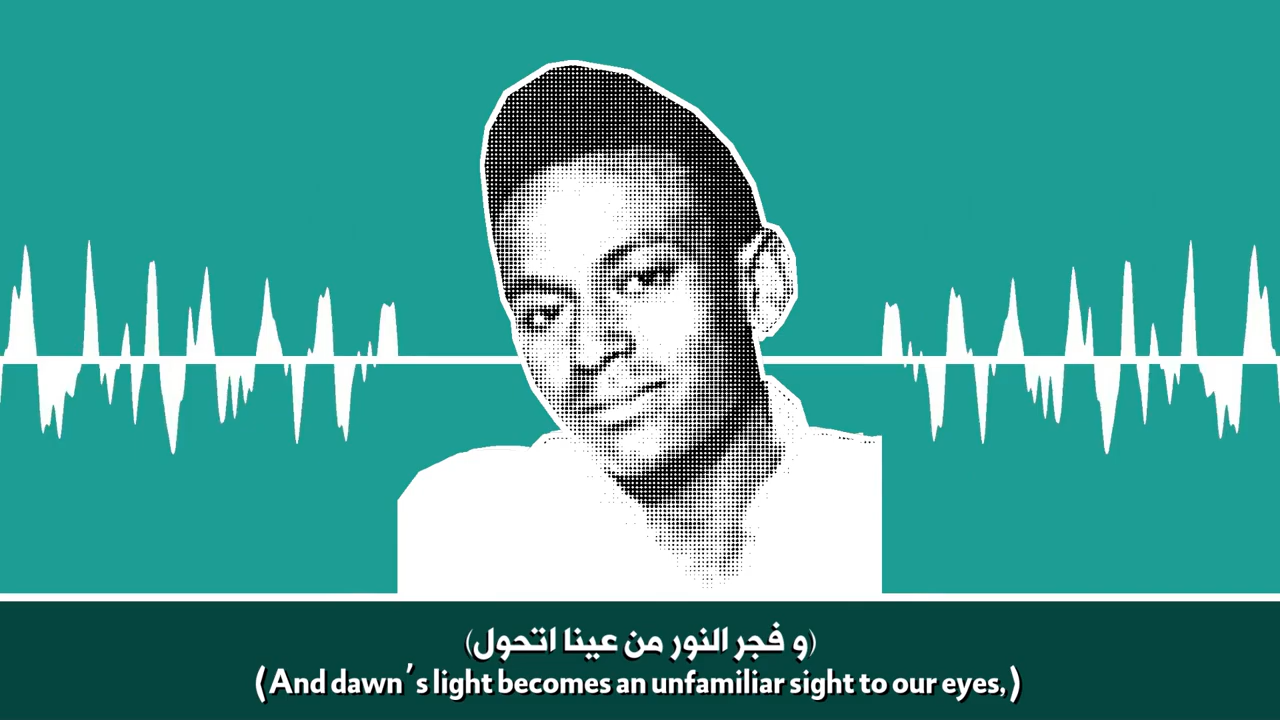 (و فجر النور من عينا اتحول)
(And dawn's light becomes an unfamiliar sight to our eyes,)